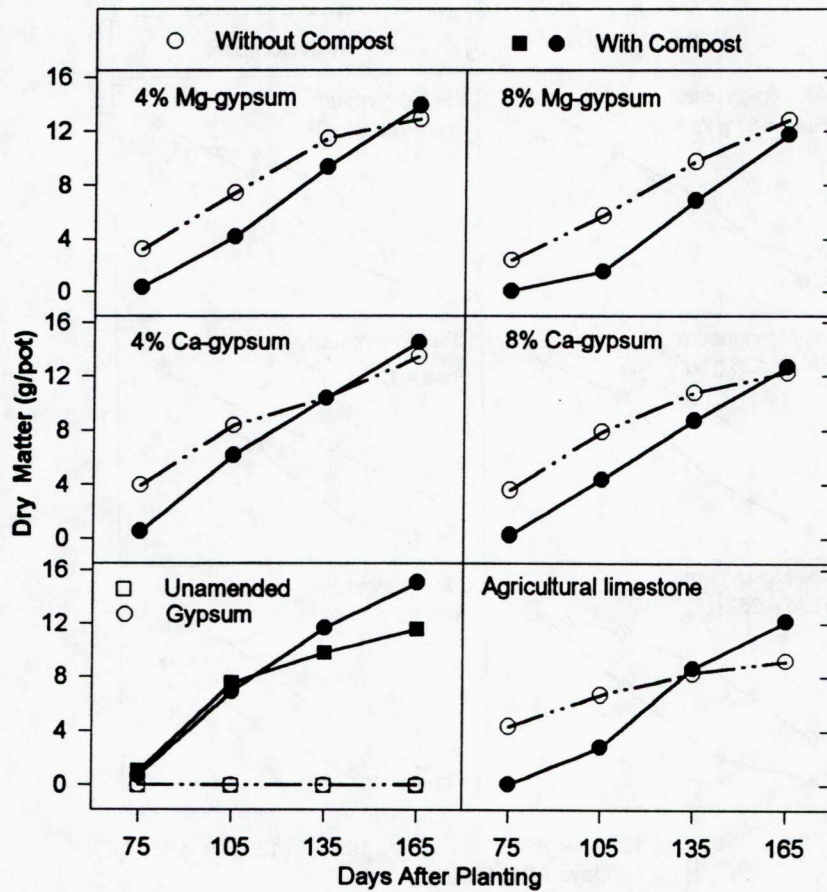 Without Compost With Compost
4% Mg-gypsum 8% Mg-gypsum
16
12
8
4
0
4% Ca-gypsum 8% Ca-gypsum
16
12
8
4
0
Unamended Agricultural limestone
Gypsum
16
12
8
4
0
Dry Matter (g/pot)
75 105 135 165 75 105 135 165
Days After Planting